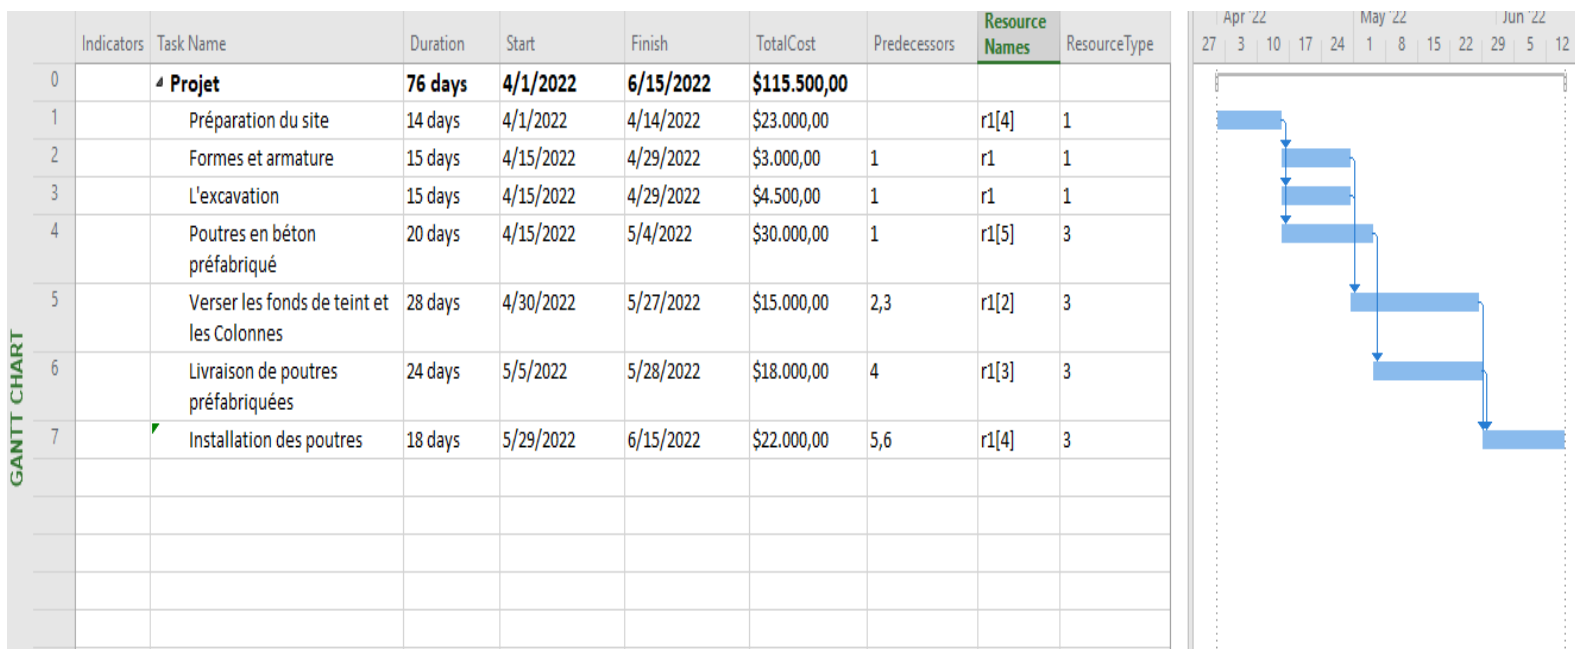 Apr '22 May '22 Jun '22
Indicators Task Name Duration Start Finish TotalCost Predecessors Resource Names ResourceType 27 3 10 17 24 1 8 15 22 29 5 12
0 Projet 76 days 4/1/2022 6/15/2022 $115.500,00
1 Préparation du site 14 days 4/1/2022 4/14/2022 $23.000,00 r1[4] 1
2 Formes et armature 15 days 4/15/2022 4/29/2022 $3.000,00 1 r1 1
3 L'excavation 15 days 4/15/2022 4/29/2022 $4.500,00 1 r1 1
4 Poutres en béton 20 days 4/15/2022 5/4/2022 $30.000,00 1 r1[5] 3
préfabriqué
5 Verser les fonds de teint et 28 days 4/30/2022 5/27/2022 $15.000,00 2,3 r1[2] 3
les Colonnes
6 Livraison de poutres 24 days 5/5/2022 5/28/2022 $18.000,00 4 r1[3] 3
préfabriquées
7 Installation des poutres 18 days 5/29/2022 6/15/2022 $22.000,00 5,6 r1[4] 3
GANTT CHART